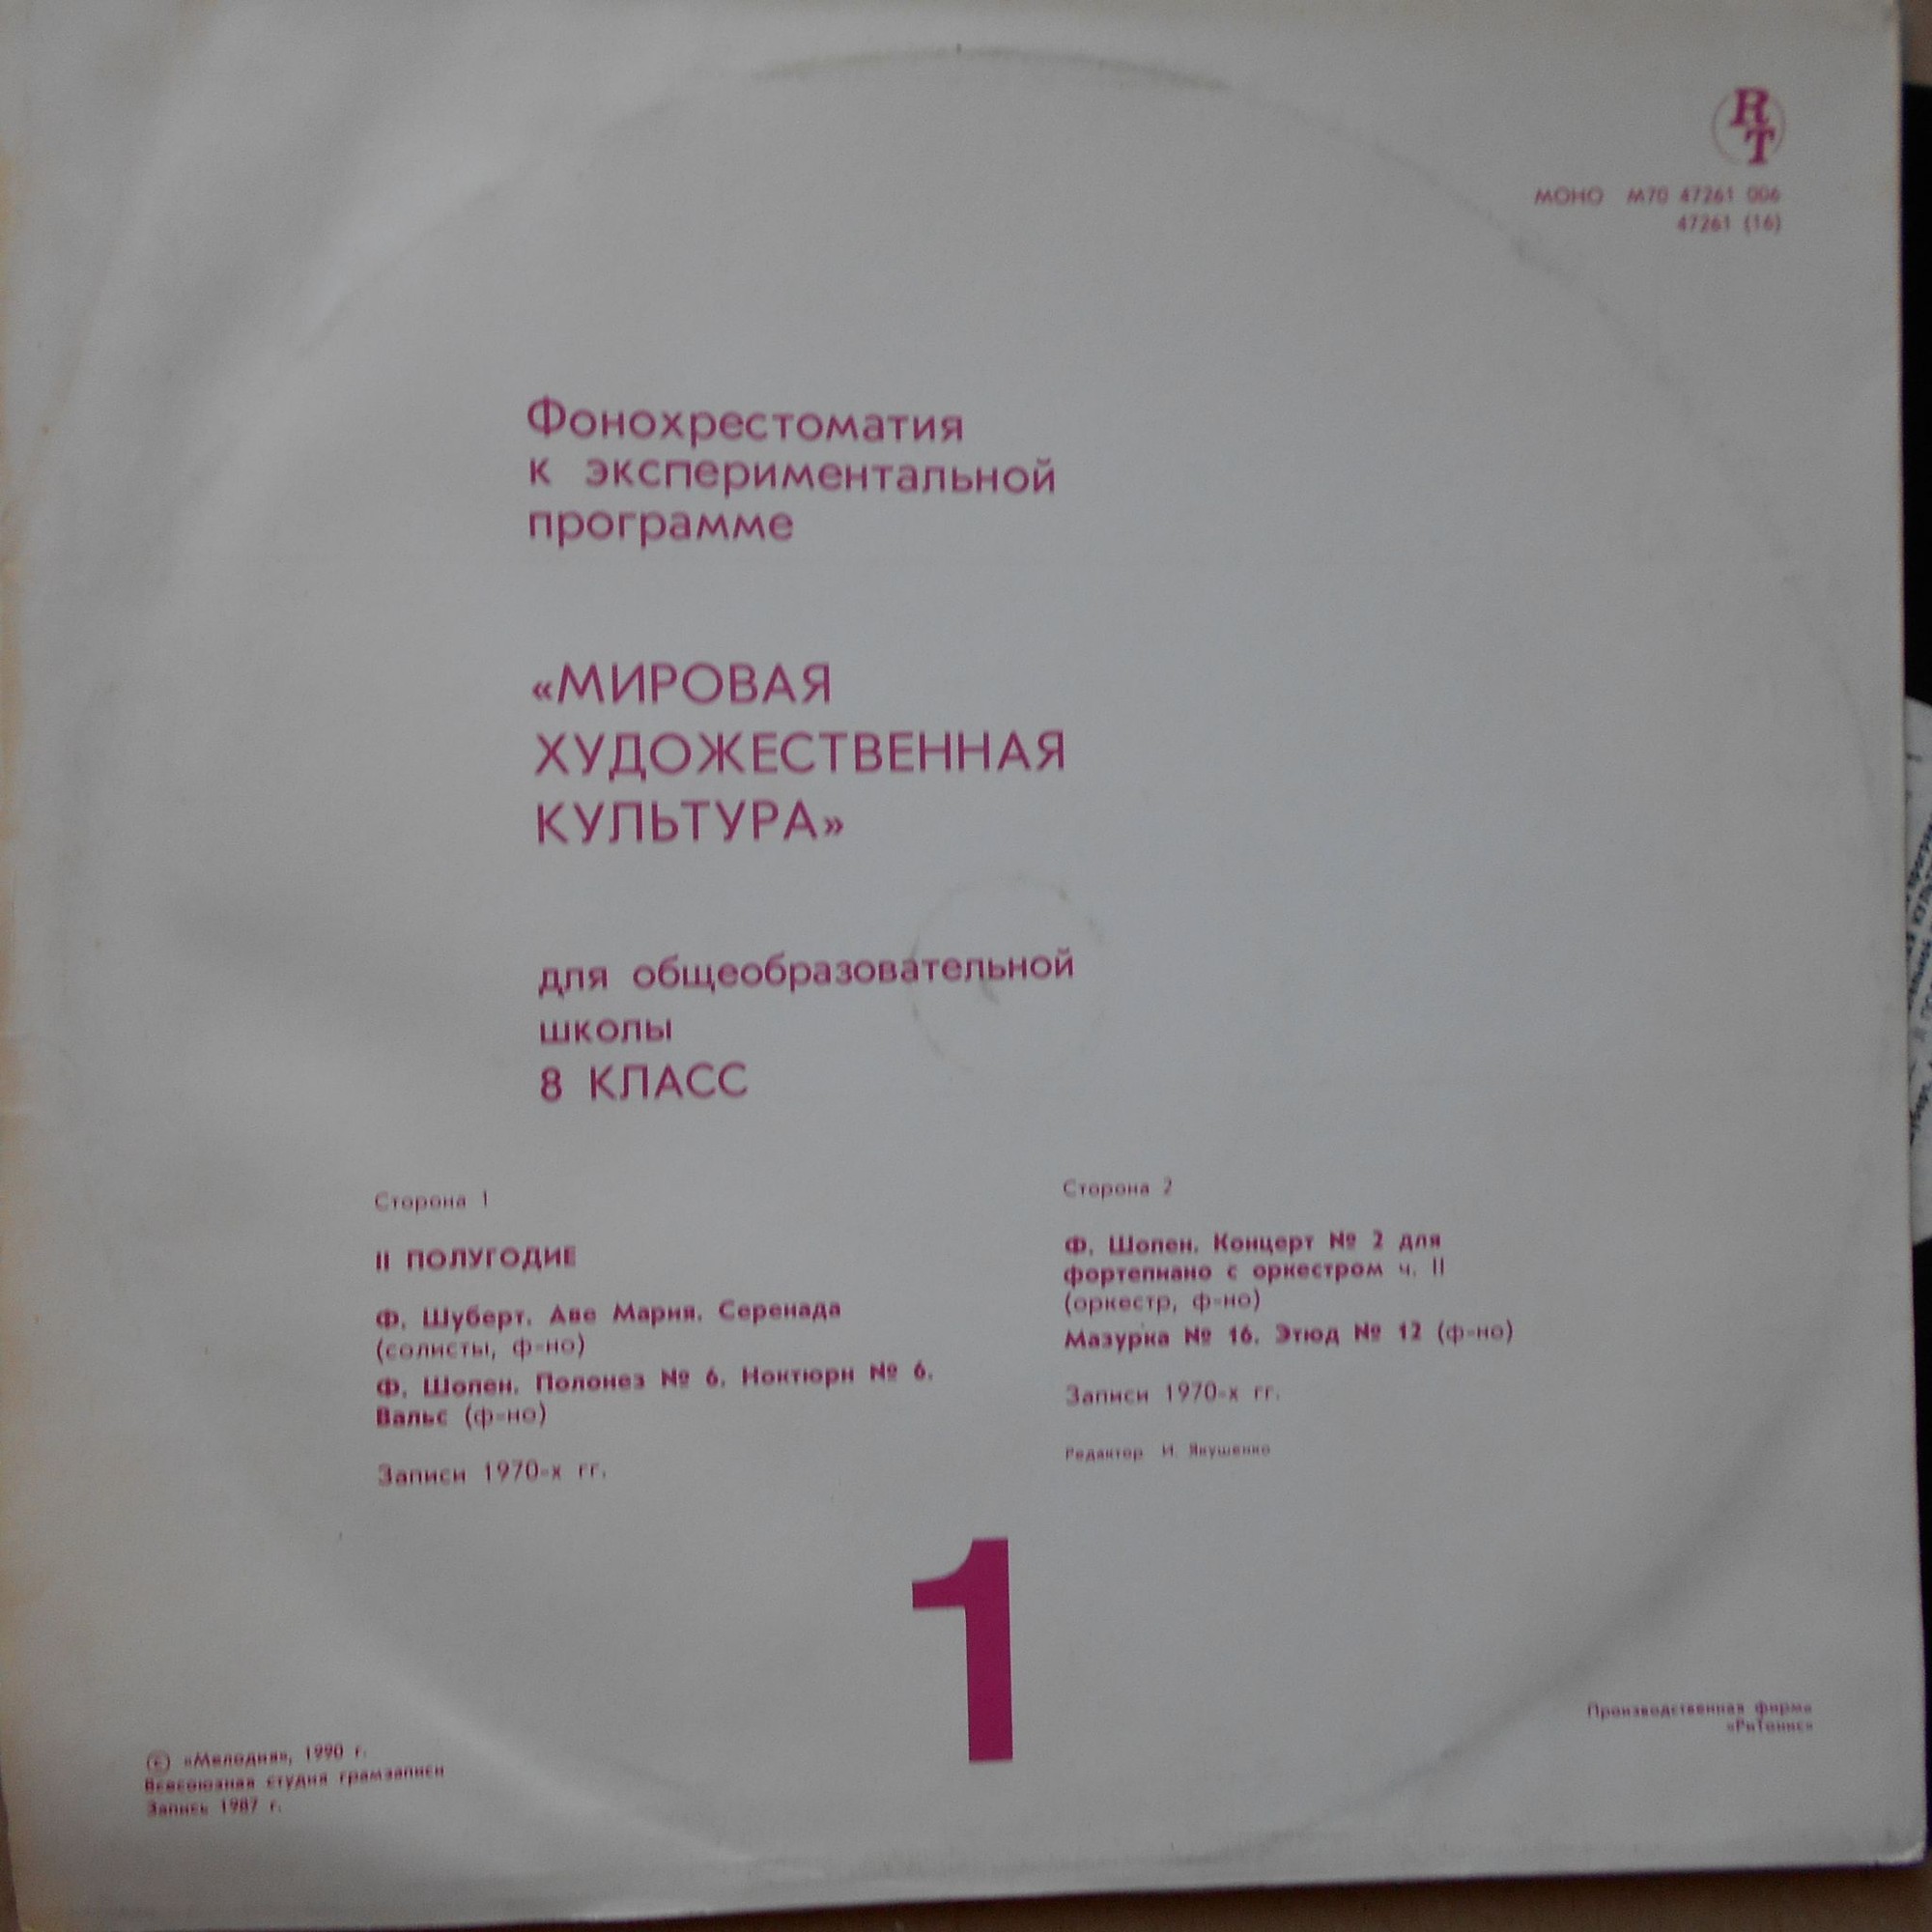 RT
МОНО М70 47261 006
47261 (16)
Фонохрестоматия
к экспериментальной
программе
«МИРОВАЯ
ХУДОЖЕСТВЕННАЯ
КУЛЬТУРА»
для общеобразовательной
школы
8 КЛАСС
Сторона 1
II ПОЛУГОДИЕ
Ф. Шуберт. Аве Мария. Серенада
(солисты, ф-но)
Ф. Шопен. Полонез № 6. Ноктюрн № 6.
Вальс (ф-но)
Записи 1970-х гг.
Сторона 2
Ф. Шопен. Концерт № 2 для
фортепиано с оркестром ч. II
(оркестр, ф-но)
Мазурка № 16. Этюд № 12 (ф-но)
Записи 1970-х гг.
Редактор И. Якушенко
1
© «Мелодия», 1990 г.
Всесоюзная студия грамзаписи
Запись 1987 г.
Производственная фирма
«РиТонис»